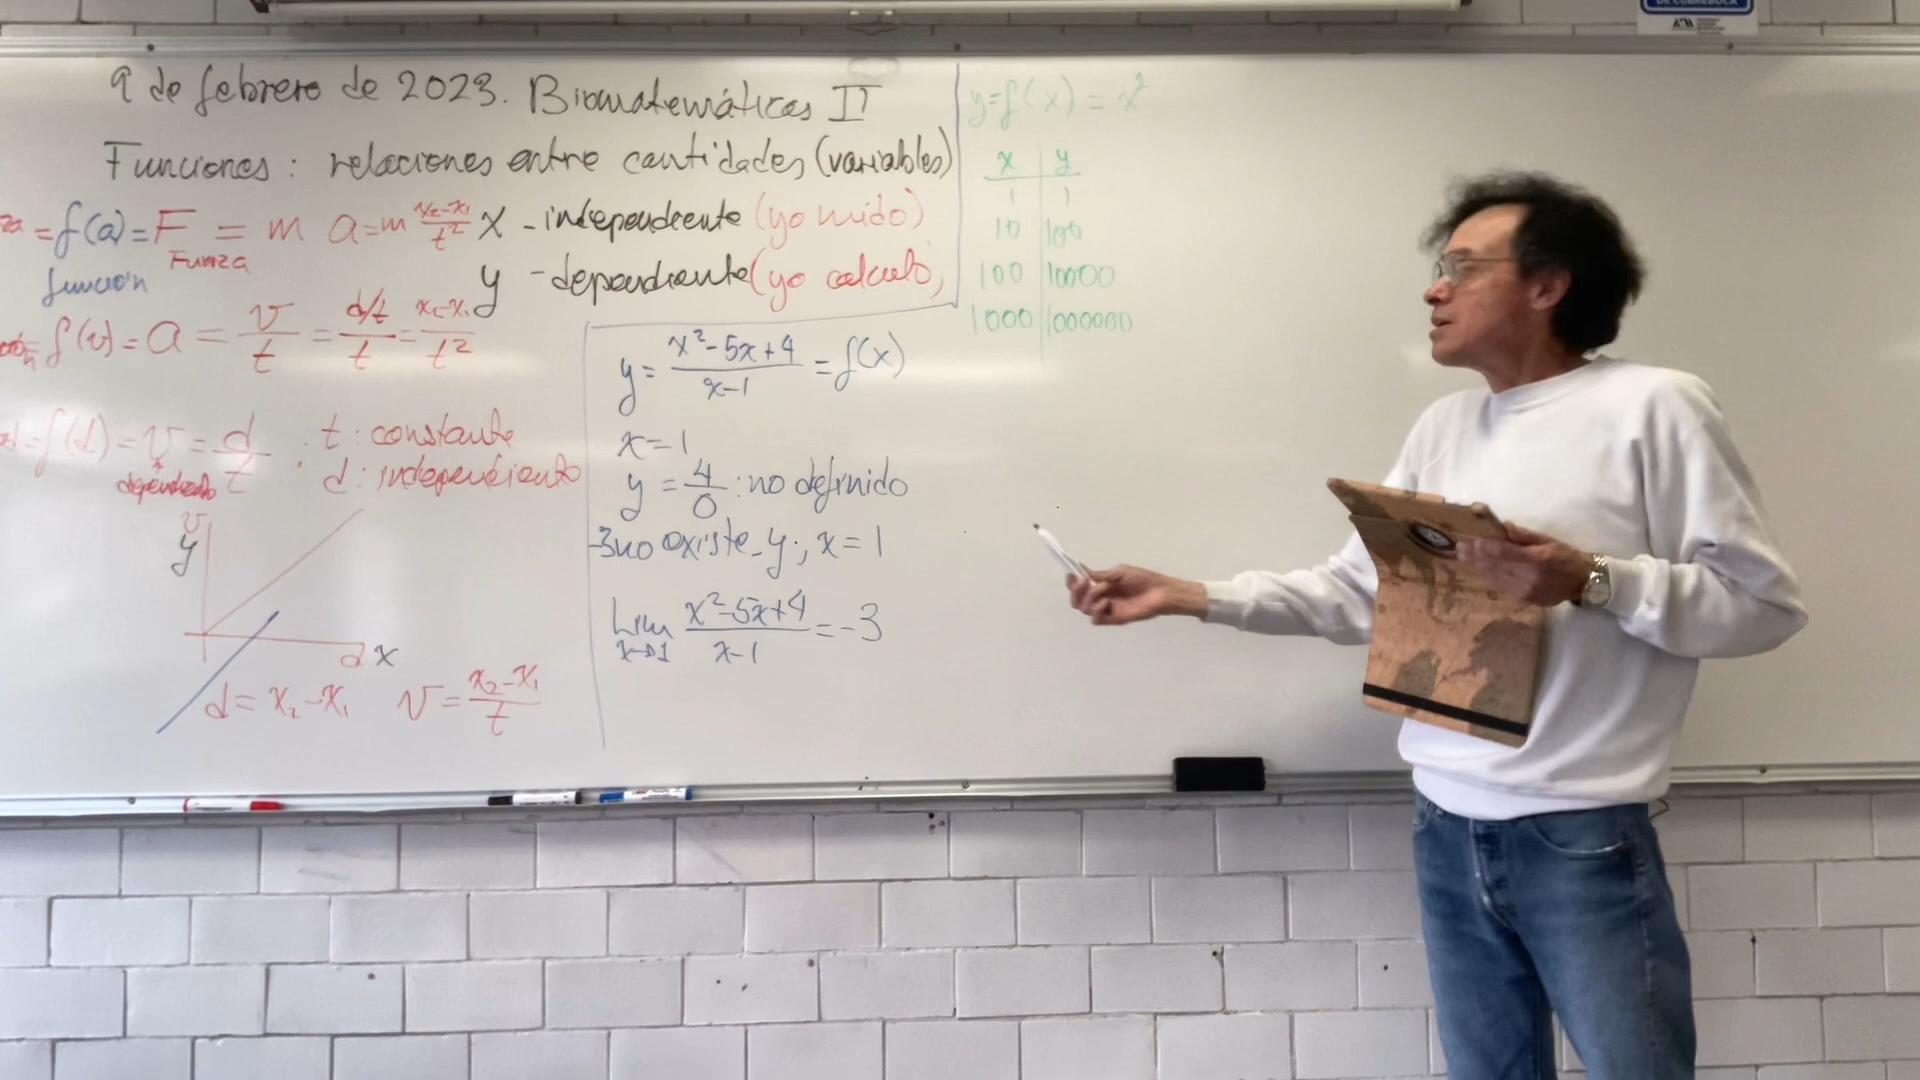 9 de febrero de 2023. Biomatemáticas II
Funciones: relaciones entre cantidades (variables)
za = f(a) = F = m a = m (x₂-x₁)/t²
función
Fuerza
x - independiente (yo mido)
y - dependiente (yo calculo)
f(v) = a = v/t = (d/t)/t = (x₂-x₁)/t²
f(d) = v = d/t : t: constante
dependiente
d: independiente
v
y
d x
d = x₂-x₁ v = (x₂-x₁)/t
y = (x²-5x+4)/(x-1) = f(x)
x=1
y = 4/0 : no definido
no existe y; x=1
Lim x→1 (x²-5x+4)/(x-1) = -3
y=f(x)=x²
x y
1 1
10 100
100 10000
1000 1000000
DE COBREBOCA